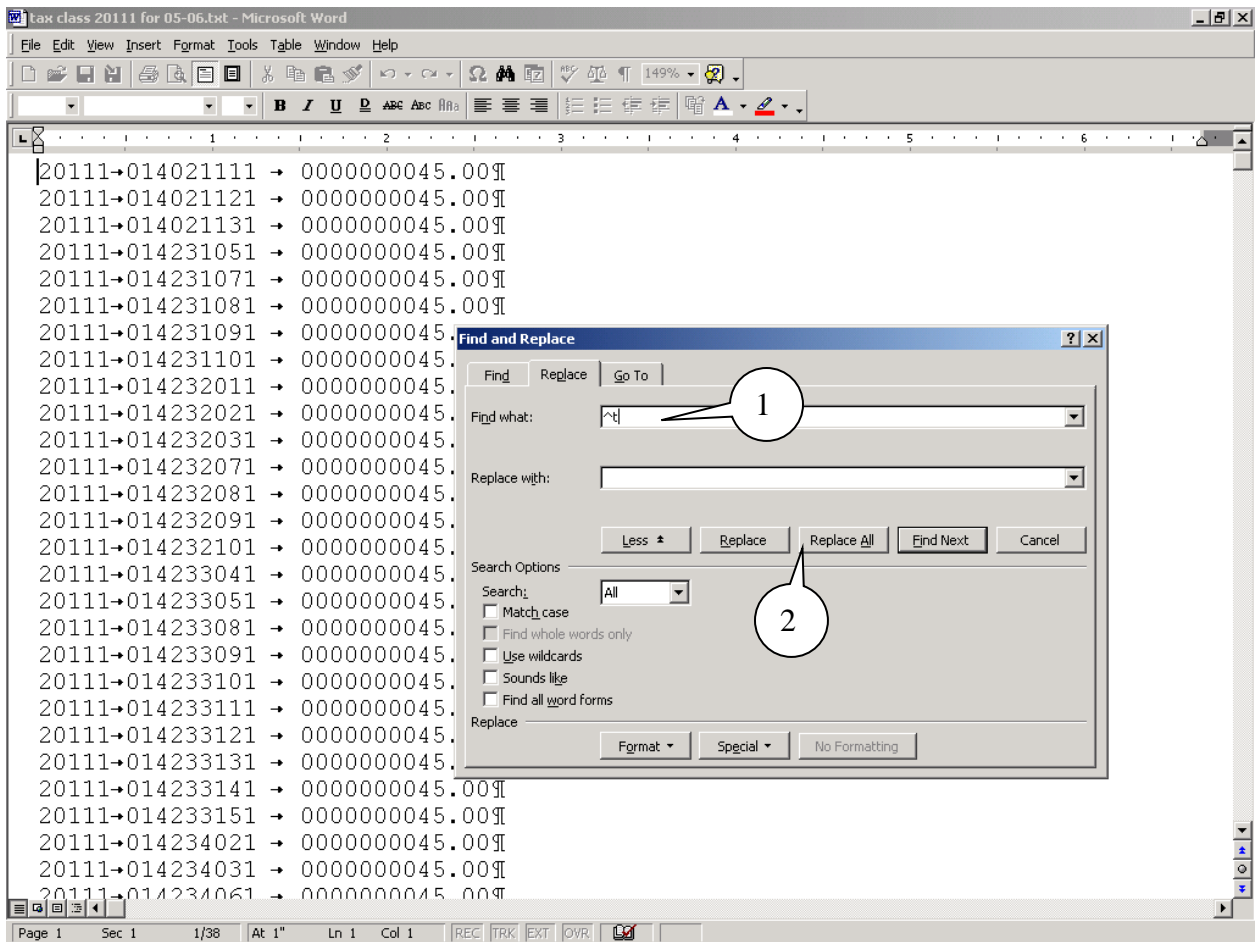 tax class 20111 for 05-06.txt - Microsoft Word
File Edit View Insert Format Tools Table Window Help
149%
1 2 3 4 5 6
20111→014021111 → 0000000045.00¶
20111→014021121 → 0000000045.00¶
20111→014021131 → 0000000045.00¶
20111→014231051 → 0000000045.00¶
20111→014231071 → 0000000045.00¶
20111→014231081 → 0000000045.00¶
20111→014231091 → 0000000045.
20111→014231101 → 0000000045.
20111→014232011 → 0000000045.
20111→014232021 → 0000000045.
20111→014232031 → 0000000045.
20111→014232071 → 0000000045.
20111→014232081 → 0000000045.
20111→014232091 → 0000000045.
20111→014232101 → 0000000045.
20111→014233041 → 0000000045.
20111→014233051 → 0000000045.
20111→014233081 → 0000000045.
20111→014233091 → 0000000045.
20111→014233101 → 0000000045.
20111→014233111 → 0000000045.
20111→014233121 → 0000000045.
20111→014233131 → 0000000045.
20111→014233141 → 0000000045.00¶
20111→014233151 → 0000000045.00¶
20111→014234021 → 0000000045.00¶
20111→014234031 → 0000000045.00¶
20111→014234061 → 0000000045.00¶
Find and Replace
Find Replace Go To
Find what: ^t
1
Replace with:
Less Replace Replace All Find Next Cancel
2
Search Options
Search: All
Match case
Find whole words only
Use wildcards
Sounds like
Find all word forms
Replace
Format Special No Formatting
Page 1 Sec 1 1/38 At 1" Ln 1 Col 1 REC TRK EXT OVR